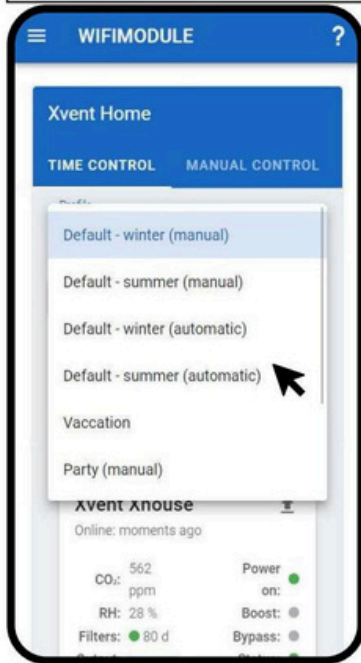 WIFIMODULE ?
Xvent Home
TIME CONTROL MANUAL CONTROL
Profile
Default - winter (manual)
Default - summer (manual)
Default - winter (automatic)
Default - summer (automatic)
Vaccation
Party (manual)
Xvent Xhouse
Online: moments ago
CO₂: 562 ppm Power on:
RH: 28 % Boost:
Filters: 80 d Bypass: